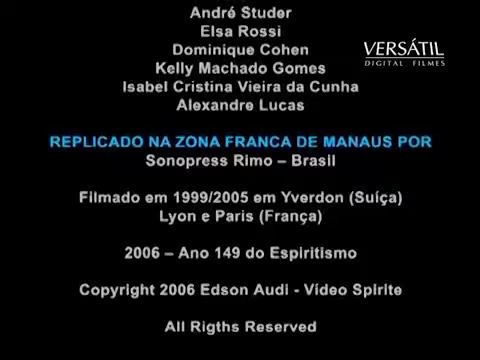 André Studer
Elsa Rossi
Dominique Cohen
Kelly Machado Gomes
Isabel Cristina Vieira da Cunha
Alexandre Lucas
VERSÁTIL
DIGITAL FILMES
REPLICADO NA ZONA FRANCA DE MANAUS POR
Sonopress Rimo – Brasil
Filmado em 1999/2005 em Yverdon (Suíça)
Lyon e Paris (França)
2006 – Ano 149 do Espiritismo
Copyright 2006 Edson Audi - Vídeo Spirite
All Rigths Reserved